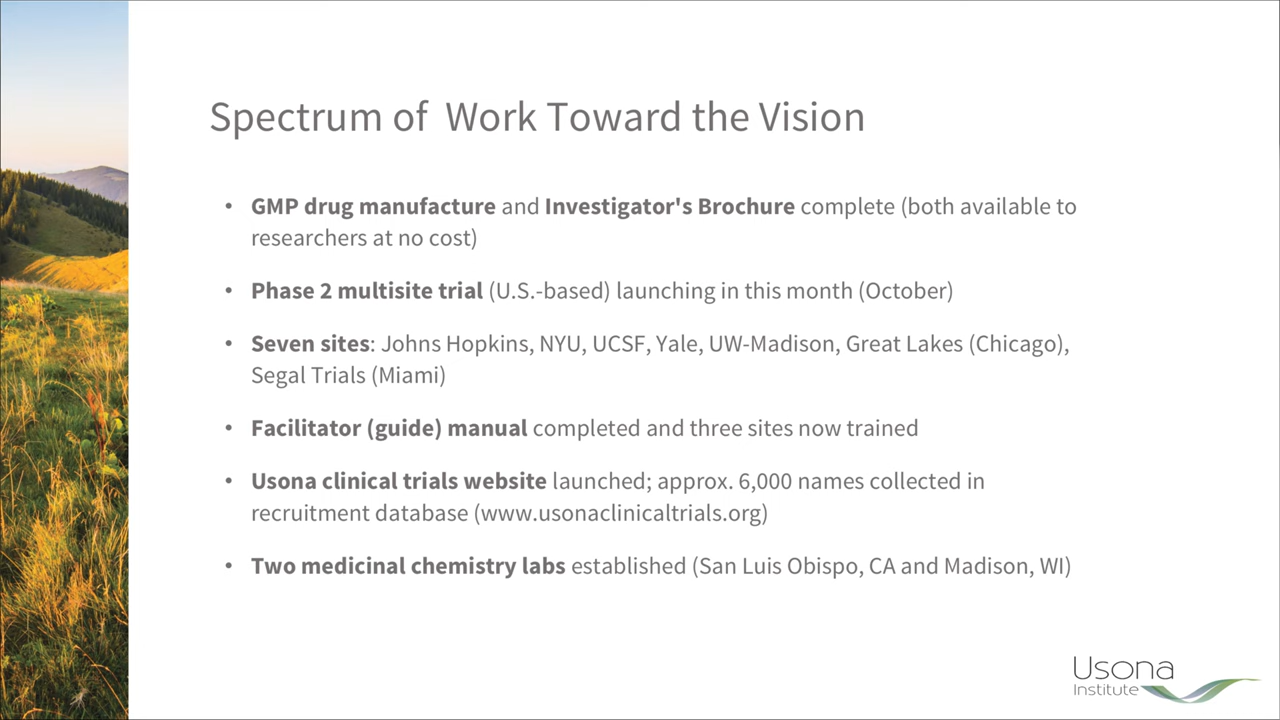 Spectrum of  Work Toward the Vision
• GMP drug manufacture and Investigator's Brochure complete (both available to
researchers at no cost)
• Phase 2 multisite trial (U.S.-based) launching in this month (October)
• Seven sites: Johns Hopkins, NYU, UCSF, Yale, UW-Madison, Great Lakes (Chicago),
Segal Trials (Miami)
• Facilitator (guide) manual completed and three sites now trained
• Usona clinical trials website launched; approx. 6,000 names collected in
recruitment database (www.usonaclinicaltrials.org)
• Two medicinal chemistry labs established (San Luis Obispo, CA and Madison, WI)
Usona
Institute